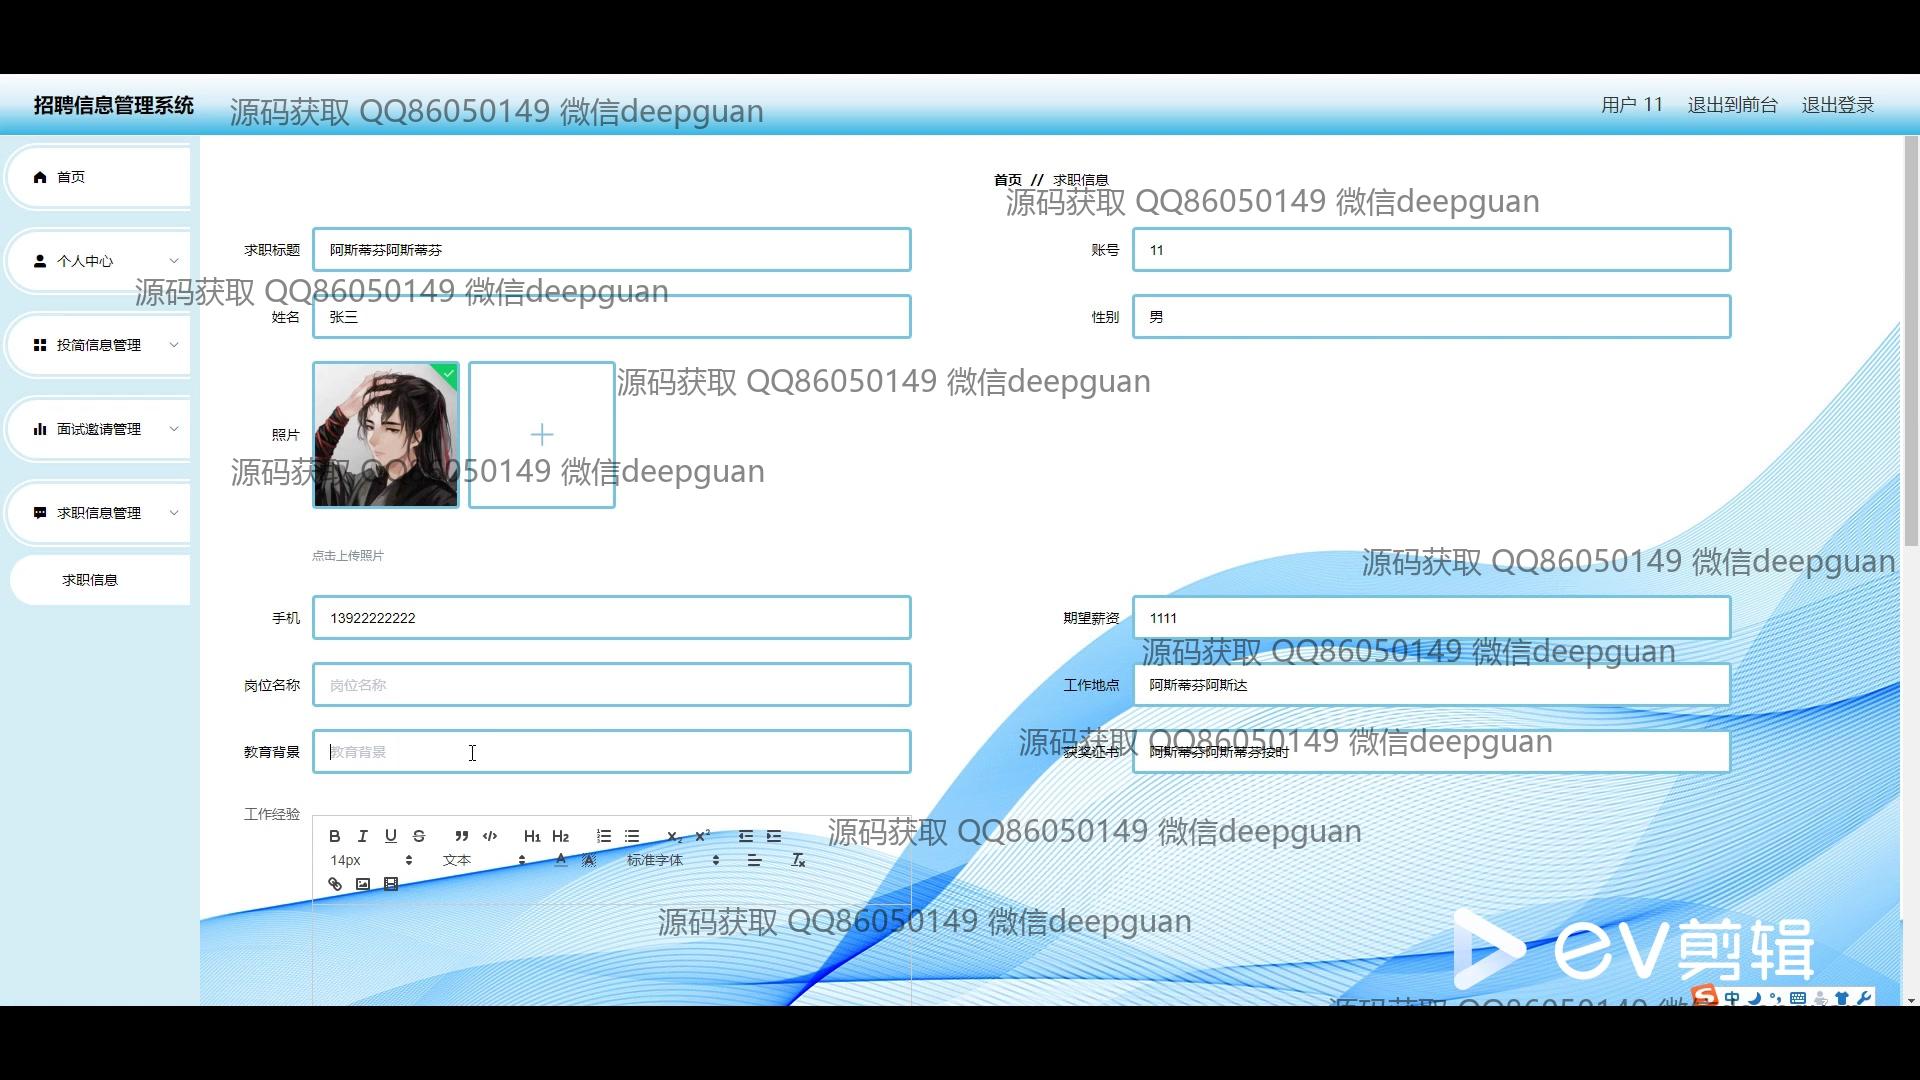 招聘信息管理系统
源码获取 QQ86050149 微信deepguan
用户 11
退出到前台
退出登录
首页
首页 // 求职信息
源码获取 QQ86050149 微信deepguan
求职标题
阿斯蒂芬阿斯蒂芬
账号
11
个人中心
源码获取 QQ86050149 微信deepguan
姓名
张三
性别
男
投简信息管理
源码获取 QQ86050149 微信deepguan
照片
面试邀请管理
源码获取 QQ86050149 微信deepguan
求职信息管理
点击上传照片
源码获取 QQ86050149 微信deepguan
求职信息
手机
13922222222
期望薪资
1111
源码获取 QQ86050149 微信deepguan
岗位名称
岗位名称
工作地点
阿斯蒂芬阿斯达
源码获取 QQ86050149 微信deepguan
教育背景
教育背景
获奖证书
阿斯蒂芬阿斯蒂芬按时
工作经验
B I U S H1 H2 X2 X2
源码获取 QQ86050149 微信deepguan
14px
文本
标准字体
源码获取 QQ86050149 微信deepguan
EV剪辑
源码获取 QQ86050149 微
中